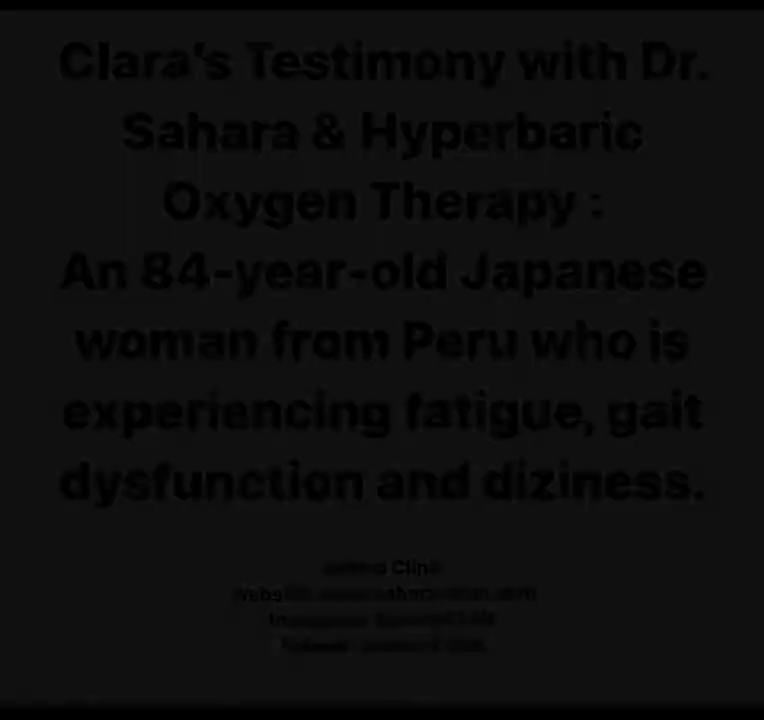 Clara's Testimony with Dr.
Sahara & Hyperbaric
Oxygen Therapy :
An 84-year-old Japanese
woman from Peru who is
experiencing fatigue, gait
dysfunction and diziness.
Clinic